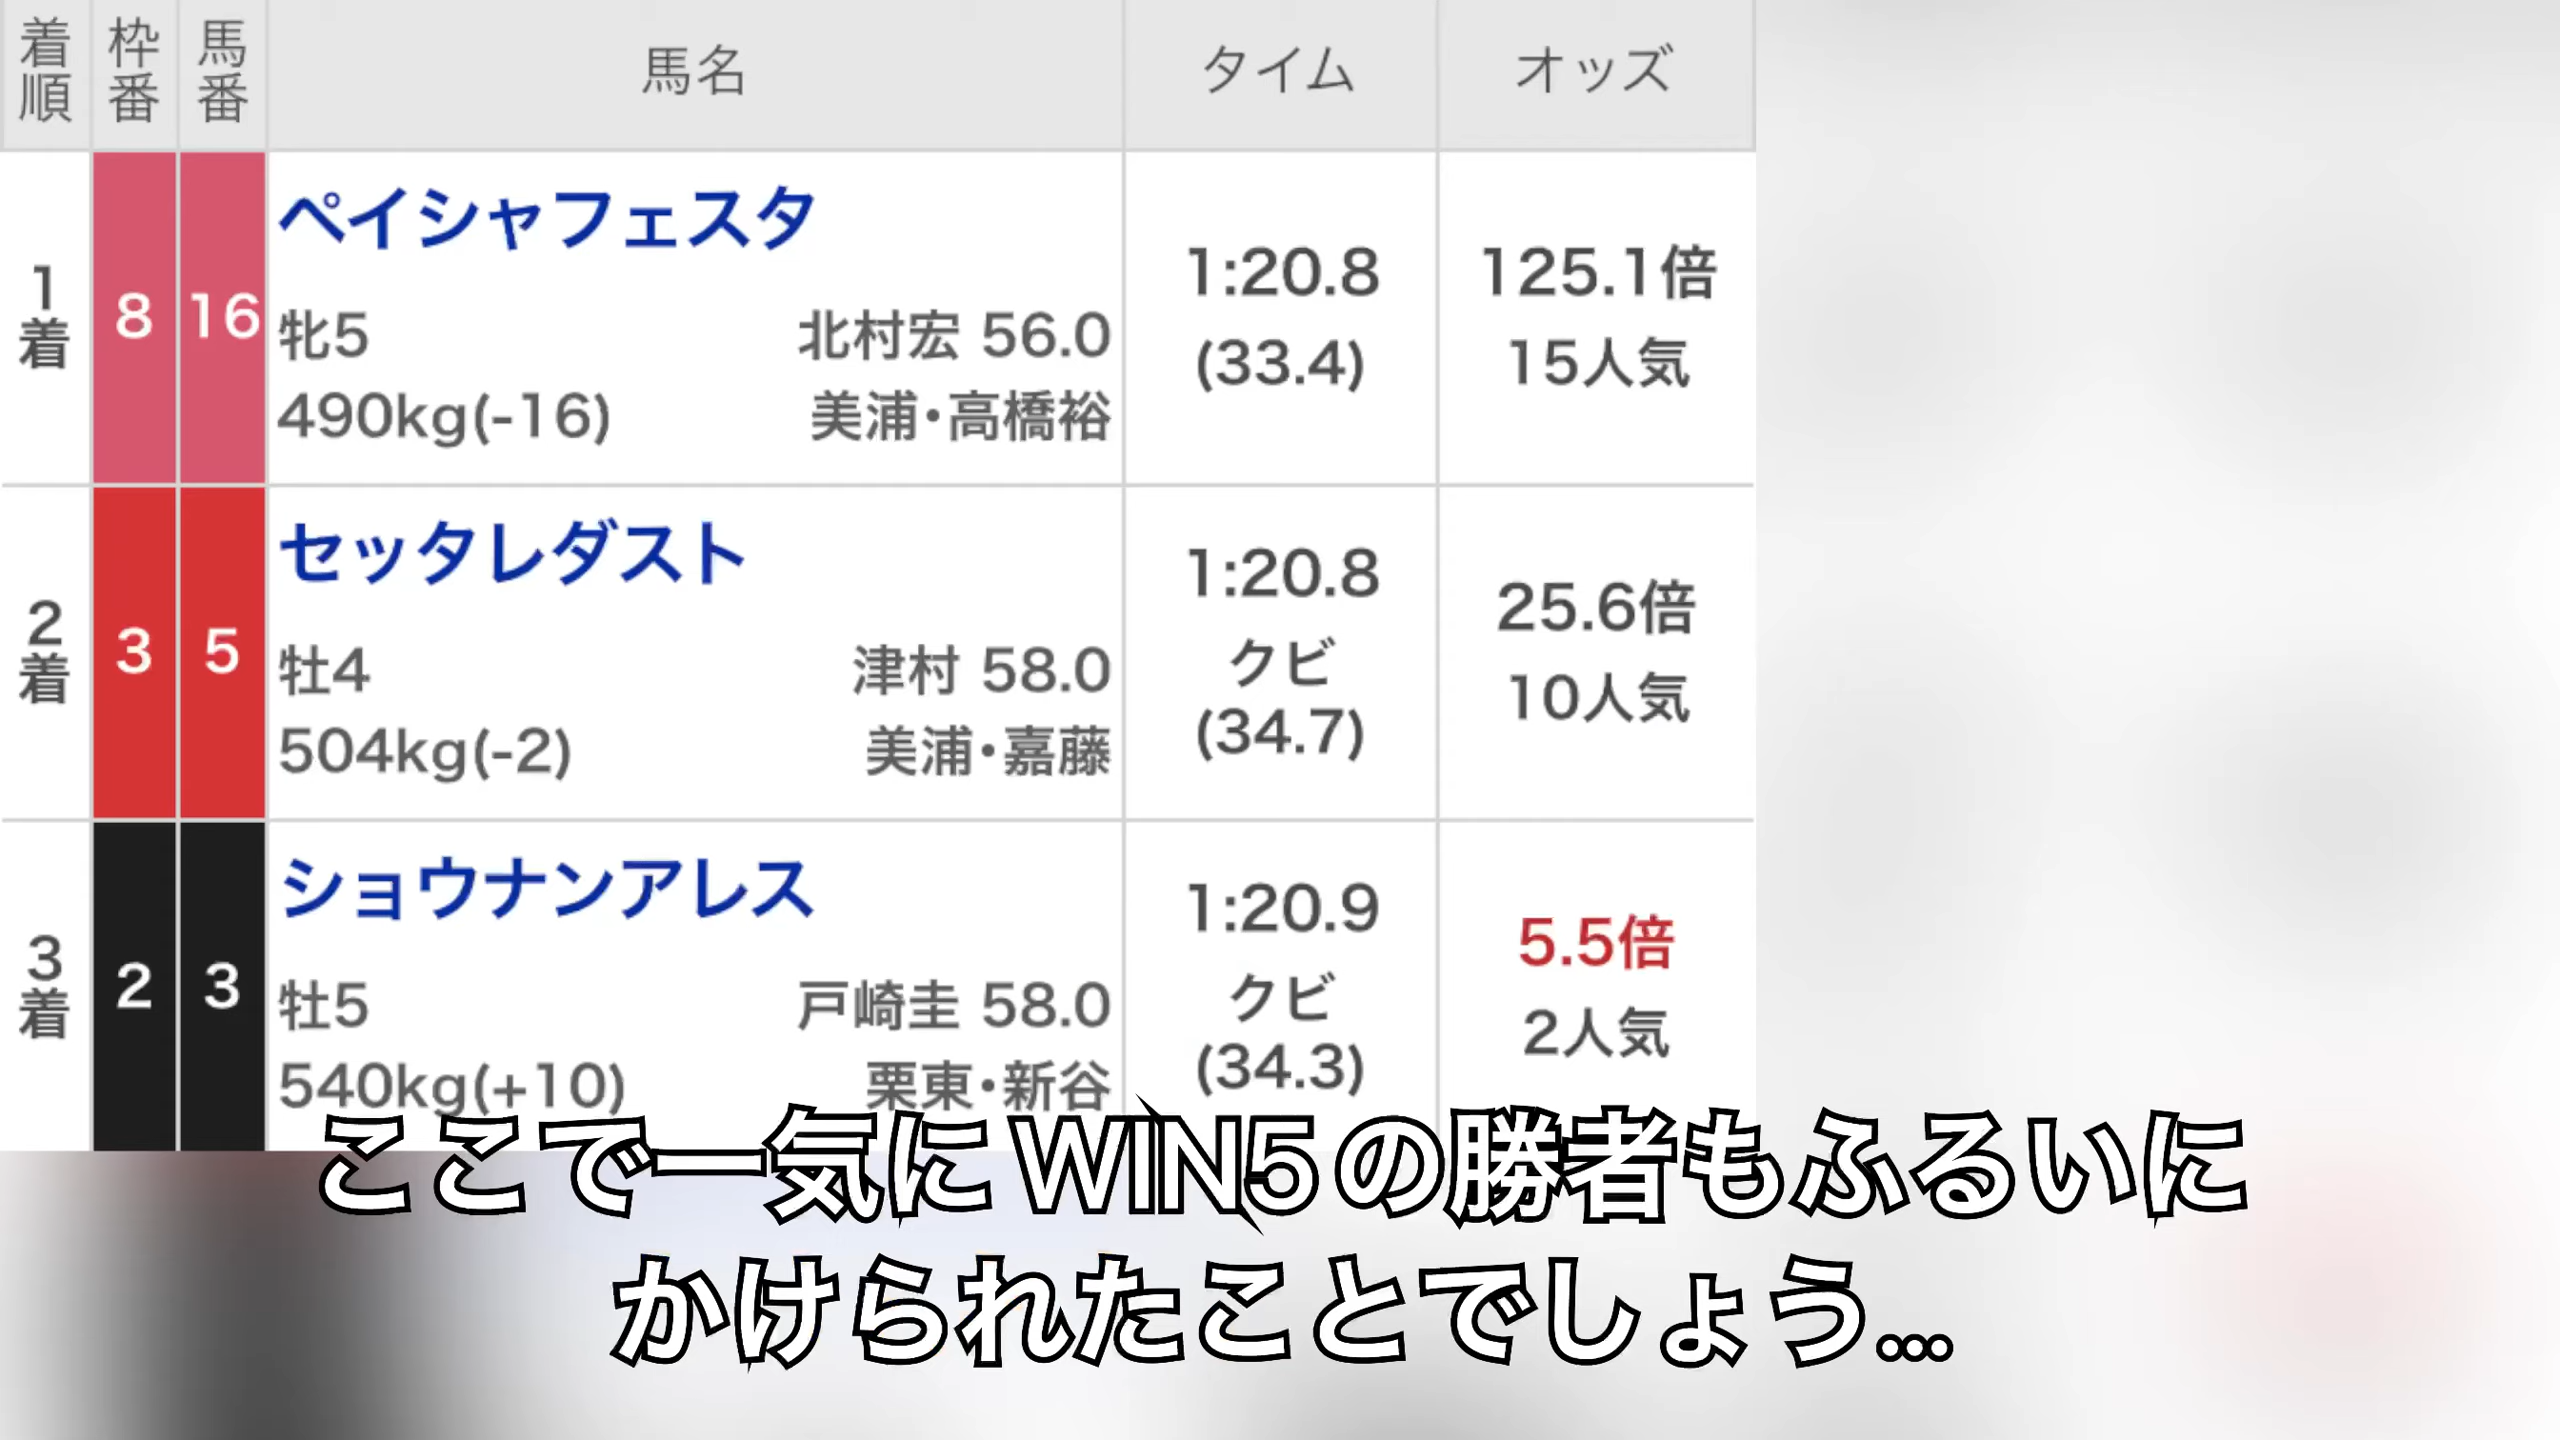 着順 枠番 馬番 馬名 タイム オッズ
1着 8 16 ペイシャフェスタ
牝5 北村宏 56.0
490kg(-16) 美浦・高橋裕
1:20.8
(33.4)
125.1倍
15人気
2着 3 5 セッタレダスト
牡4 津村 58.0
504kg(-2) 美浦・嘉藤
1:20.8
クビ
(34.7)
25.6倍
10人気
3着 2 3 ショウナンアレス
牡5 戸崎圭 58.0
540kg(+10) 栗東・新谷
1:20.9
クビ
(34.3)
5.5倍
2人気
ここで一気にWIN5の勝者もふるいに
かけられたことでしょう...